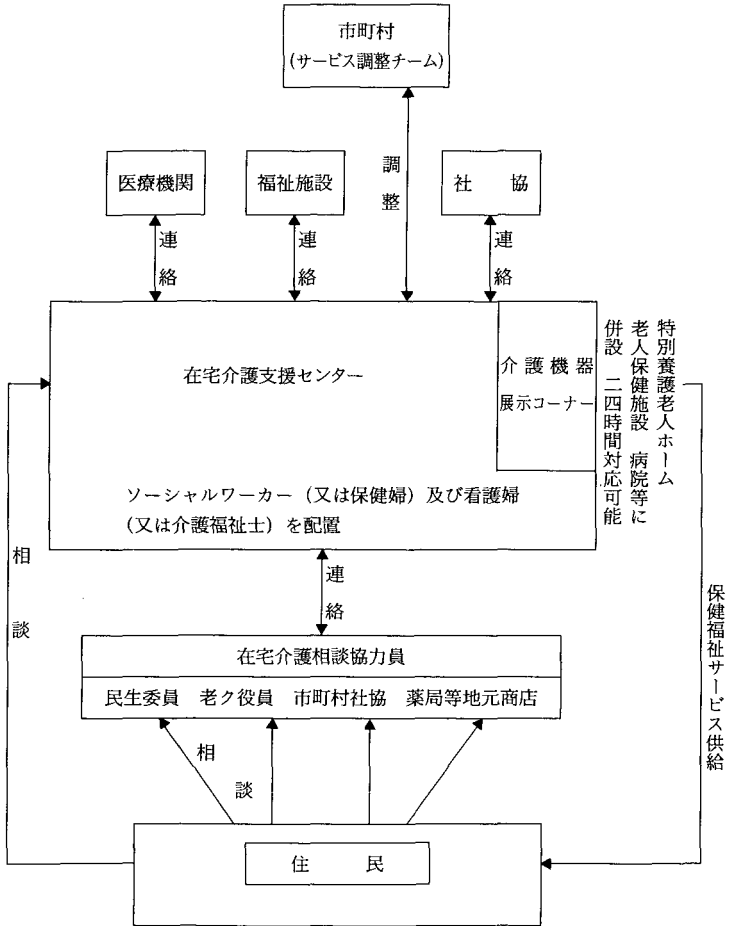 市町村
(サービス調整チーム)
調整
医療機関
福祉施設
社　協
連絡
連絡
連絡
在宅介護支援センター
介護機器
展示コーナー
特別養護老人ホーム
老人保健施設　病院等に
併設　二四時間対応可能
ソーシャルワーカー（又は保健婦）及び看護婦
（又は介護福祉士）を配置
相談
連絡
保健福祉サービス供給
在宅介護相談協力員
民生委員　老ク役員　市町村社協　薬局等地元商店
相談
住　民